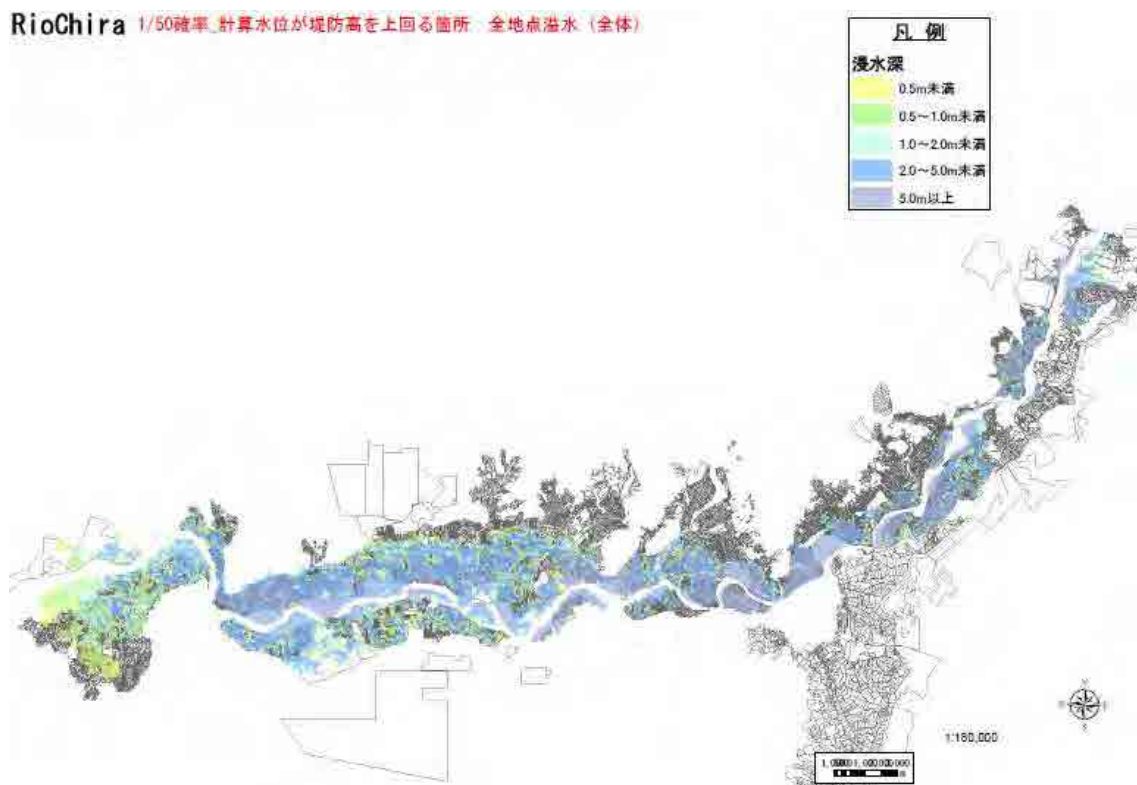 RioChira 1/50確率_計算水位が堤防高を上回る箇所 全地点溢水（全体）
凡 例
浸水深
0.5m未満
0.5～1.0m未満
1.0～2.0m未満
2.0～5.0m未満
5.0m以上
1:160,000